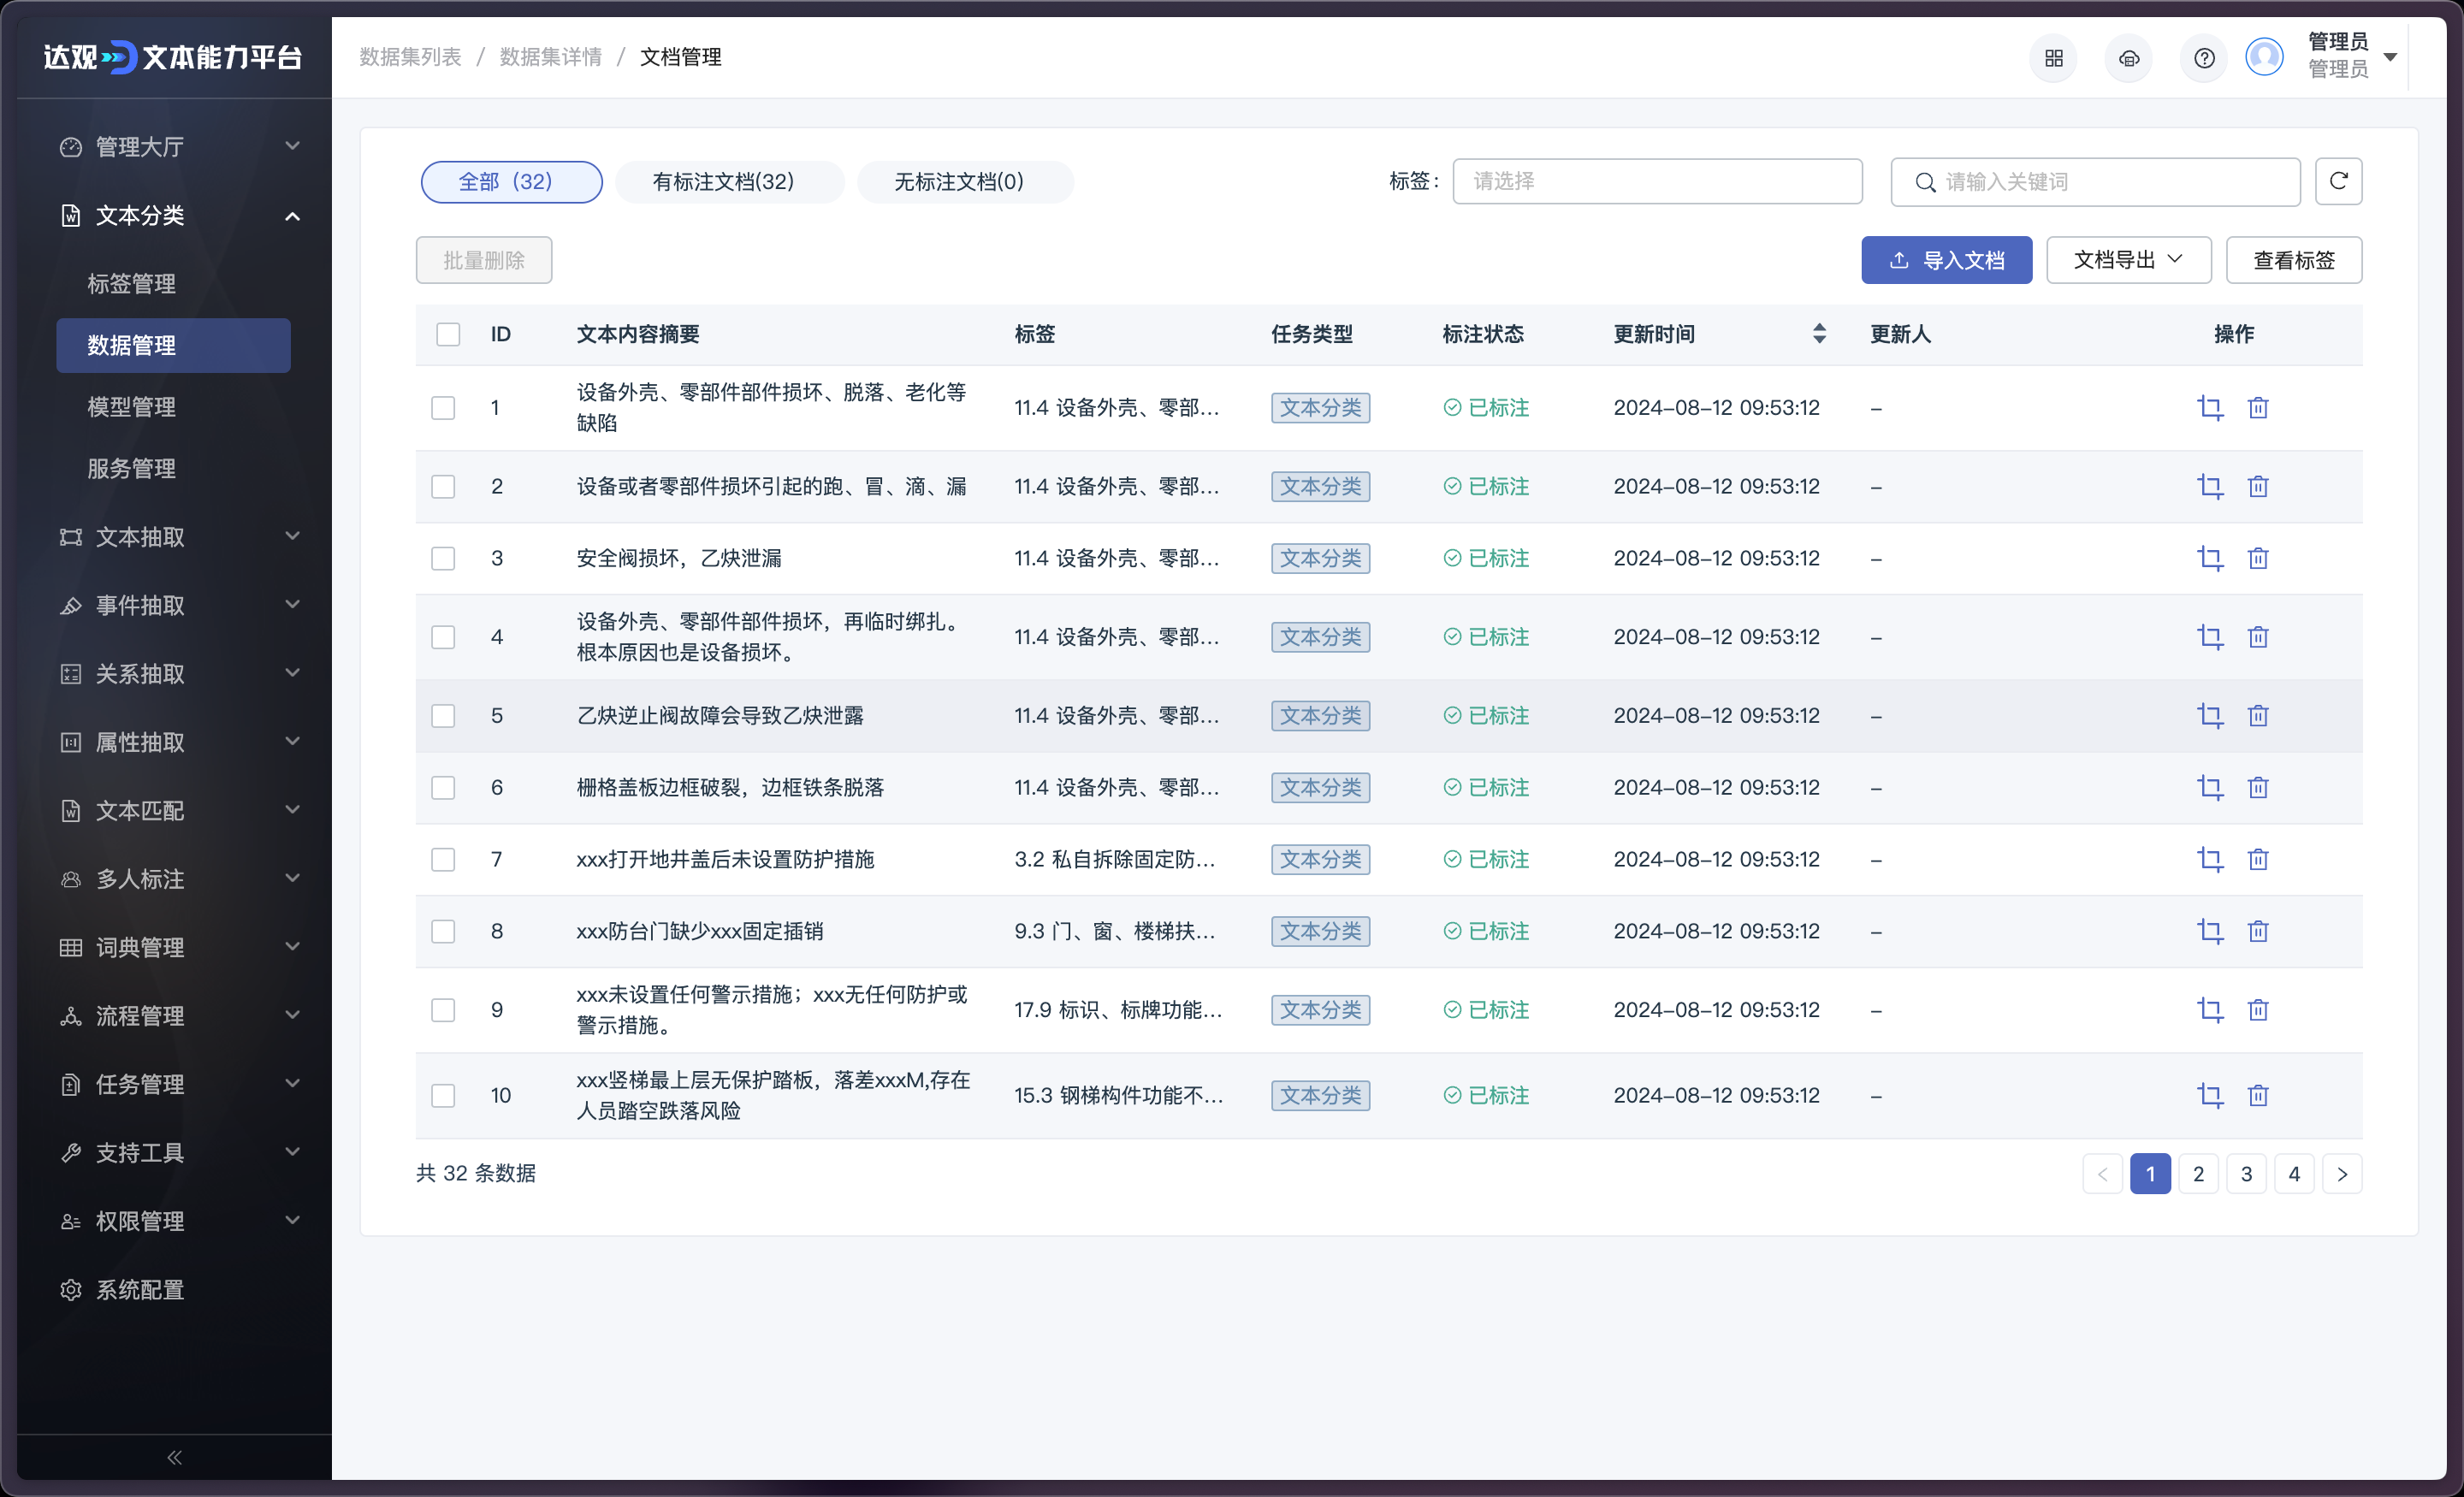 达观 文本能力平台
数据集列表 / 数据集详情 / 文档管理
管理员
管理员
管理大厅
文本分类
标签管理
数据管理
模型管理
服务管理
文本抽取
事件抽取
关系抽取
属性抽取
文本匹配
多人标注
词典管理
流程管理
任务管理
支持工具
权限管理
系统配置
全部（32） 有标注文档(32) 无标注文档(0) 标签： 请选择 请输入关键词
批量删除 导入文档 文档导出 查看标签
ID 文本内容摘要 标签 任务类型 标注状态 更新时间 更新人 操作
1 设备外壳、零部件部件损坏、脱落、老化等
缺陷 11.4 设备外壳、零部... 文本分类 已标注 2024-08-12 09:53:12 –
2 设备或者零部件损坏引起的跑、冒、滴、漏 11.4 设备外壳、零部... 文本分类 已标注 2024-08-12 09:53:12 –
3 安全阀损坏，乙炔泄漏 11.4 设备外壳、零部... 文本分类 已标注 2024-08-12 09:53:12 –
4 设备外壳、零部件部件损坏，再临时绑扎。
根本原因也是设备损坏。 11.4 设备外壳、零部... 文本分类 已标注 2024-08-12 09:53:12 –
5 乙炔逆止阀故障会导致乙炔泄露 11.4 设备外壳、零部... 文本分类 已标注 2024-08-12 09:53:12 –
6 栅格盖板边框破裂，边框铁条脱落 11.4 设备外壳、零部... 文本分类 已标注 2024-08-12 09:53:12 –
7 xxx打开地井盖后未设置防护措施 3.2 私自拆除固定防... 文本分类 已标注 2024-08-12 09:53:12 –
8 xxx防台门缺少xxx固定插销 9.3 门、窗、楼梯扶... 文本分类 已标注 2024-08-12 09:53:12 –
9 xxx未设置任何警示措施；xxx无任何防护或
警示措施。 17.9 标识、标牌功能... 文本分类 已标注 2024-08-12 09:53:12 –
10 xxx竖梯最上层无保护踏板，落差xxxM,存在
人员踏空跌落风险 15.3 钢梯构件功能不... 文本分类 已标注 2024-08-12 09:53:12 –
共 32 条数据 1 2 3 4